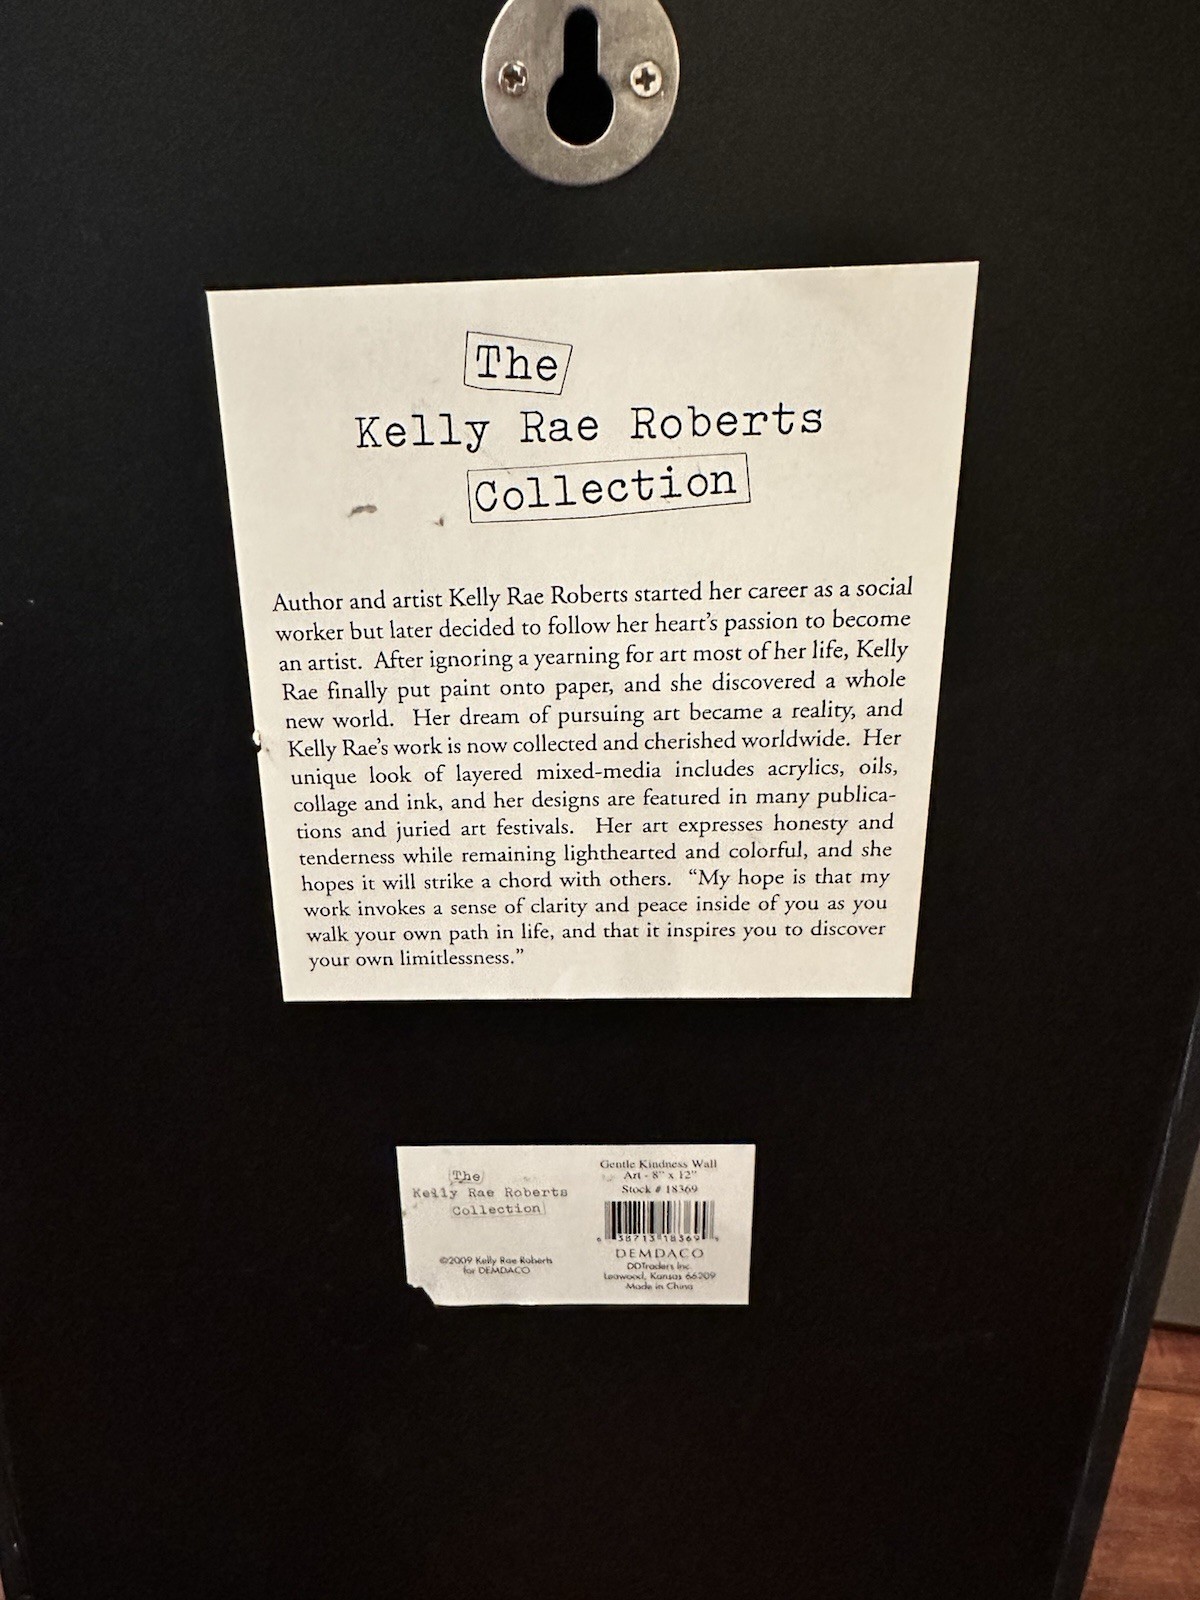 The
Kelly Rae Roberts
Collection
Author and artist Kelly Rae Roberts started her career as a social
worker but later decided to follow her heart's passion to become
an artist. After ignoring a yearning for art most of her life, Kelly
Rae finally put paint onto paper, and she discovered a whole
new world. Her dream of pursuing art became a reality, and
Kelly Rae's work is now collected and cherished worldwide. Her
unique look of layered mixed-media includes acrylics, oils,
collage and ink, and her designs are featured in many publica-
tions and juried art festivals. Her art expresses honesty and
tenderness while remaining lighthearted and colorful, and she
hopes it will strike a chord with others. “My hope is that my
work invokes a sense of clarity and peace inside of you as you
walk your own path in life, and that it inspires you to discover
your own limitlessness.”
The
Kelly Rae Roberts
Collection
©2009 Kelly Rae Roberts
for DEMDACO
Gentle Kindness Wall
Art - 8" x 12"
Stock # 18369
38713 18369
DEMDACO
DDTraders Inc.
Leawood, Kansas 66209
Made in China